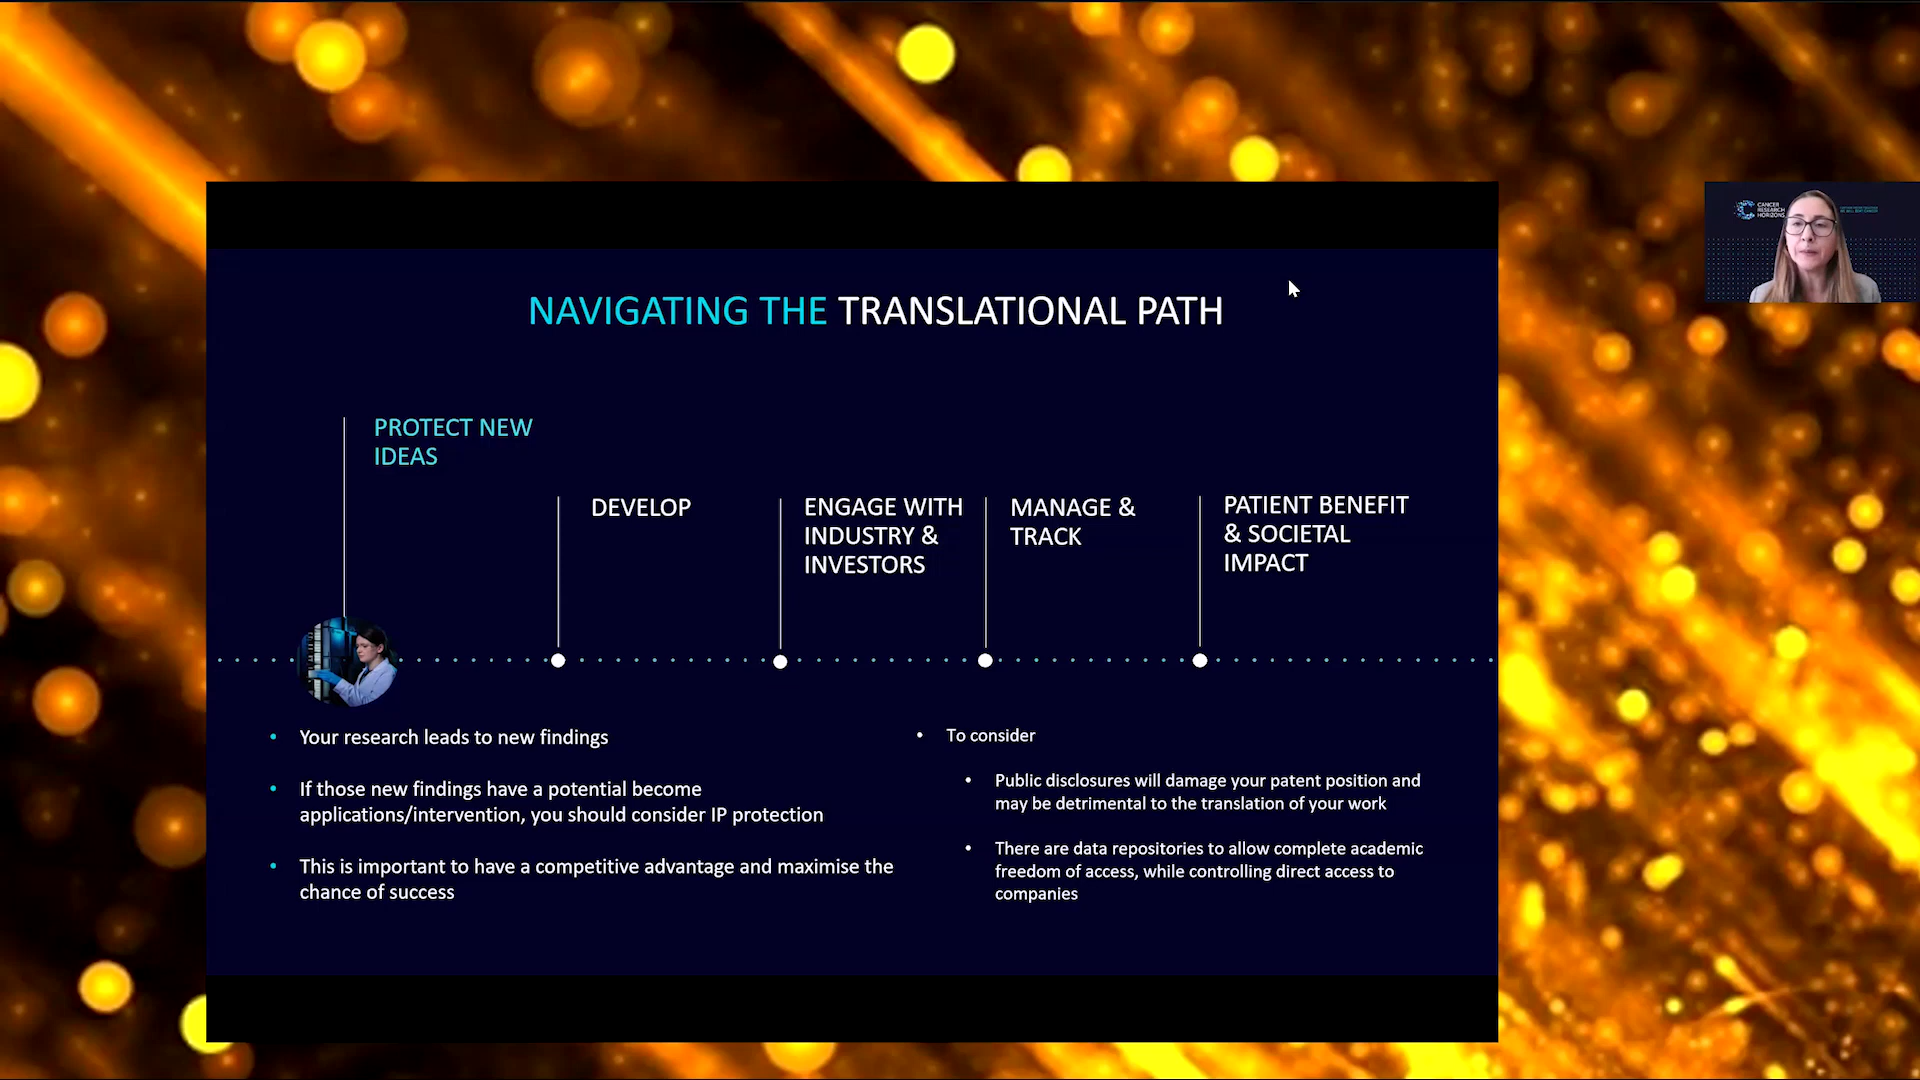 NAVIGATING THE TRANSLATIONAL PATH
PROTECT NEW
IDEAS
DEVELOP
ENGAGE WITH
INDUSTRY &
INVESTORS
MANAGE &
TRACK
PATIENT BENEFIT
& SOCIETAL
IMPACT
• Your research leads to new findings
• If those new findings have a potential become
applications/intervention, you should consider IP protection
• This is important to have a competitive advantage and maximise the
chance of success
• To consider
• Public disclosures will damage your patent position and
may be detrimental to the translation of your work
• There are data repositories to allow complete academic
freedom of access, while controlling direct access to
companies
CANCER
RESEARCH
HORIZONS